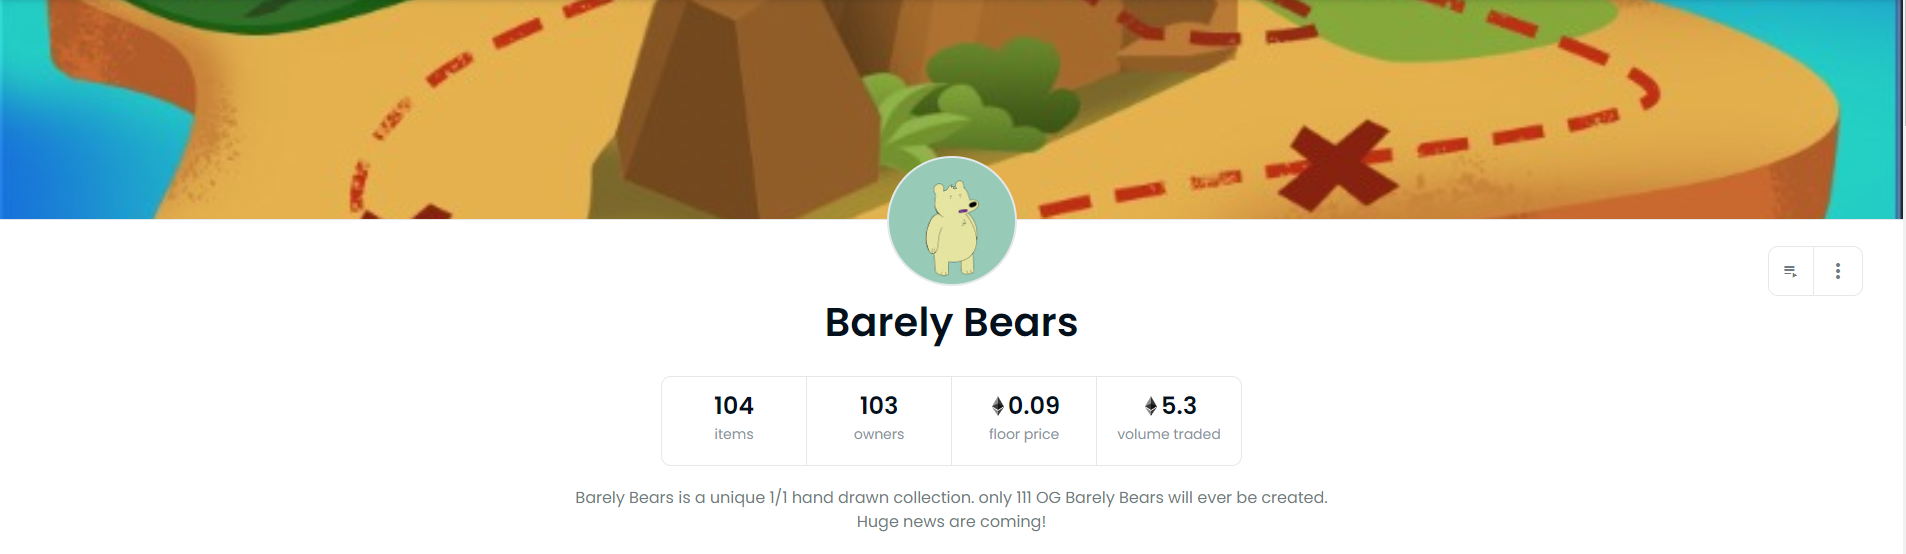 Barely Bears
104
items
103
owners
0.09
floor price
5.3
volume traded
Barely Bears is a unique 1/1 hand drawn collection. only 111 OG Barely Bears will ever be created.
Huge news are coming!